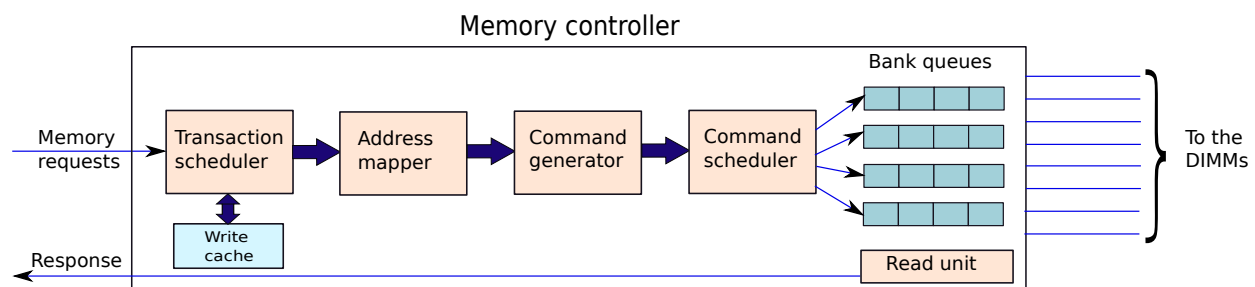 Memory controller
Bank queues
Memory
requests
Transaction
scheduler
Address
mapper
Command
generator
Command
scheduler
To the
DIMMs
Write
cache
Response
Read unit